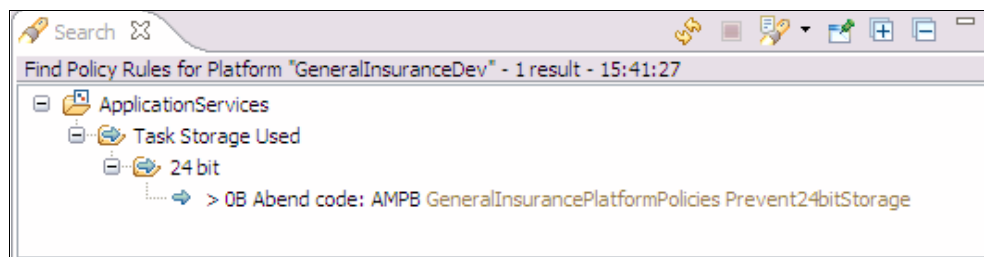 Search
Find Policy Rules for Platform "GeneralInsuranceDev" - 1 result - 15:41:27
ApplicationServices
Task Storage Used
24 bit
> 0B Abend code: AMPB GeneralInsurancePlatformPolicies Prevent24bitStorage